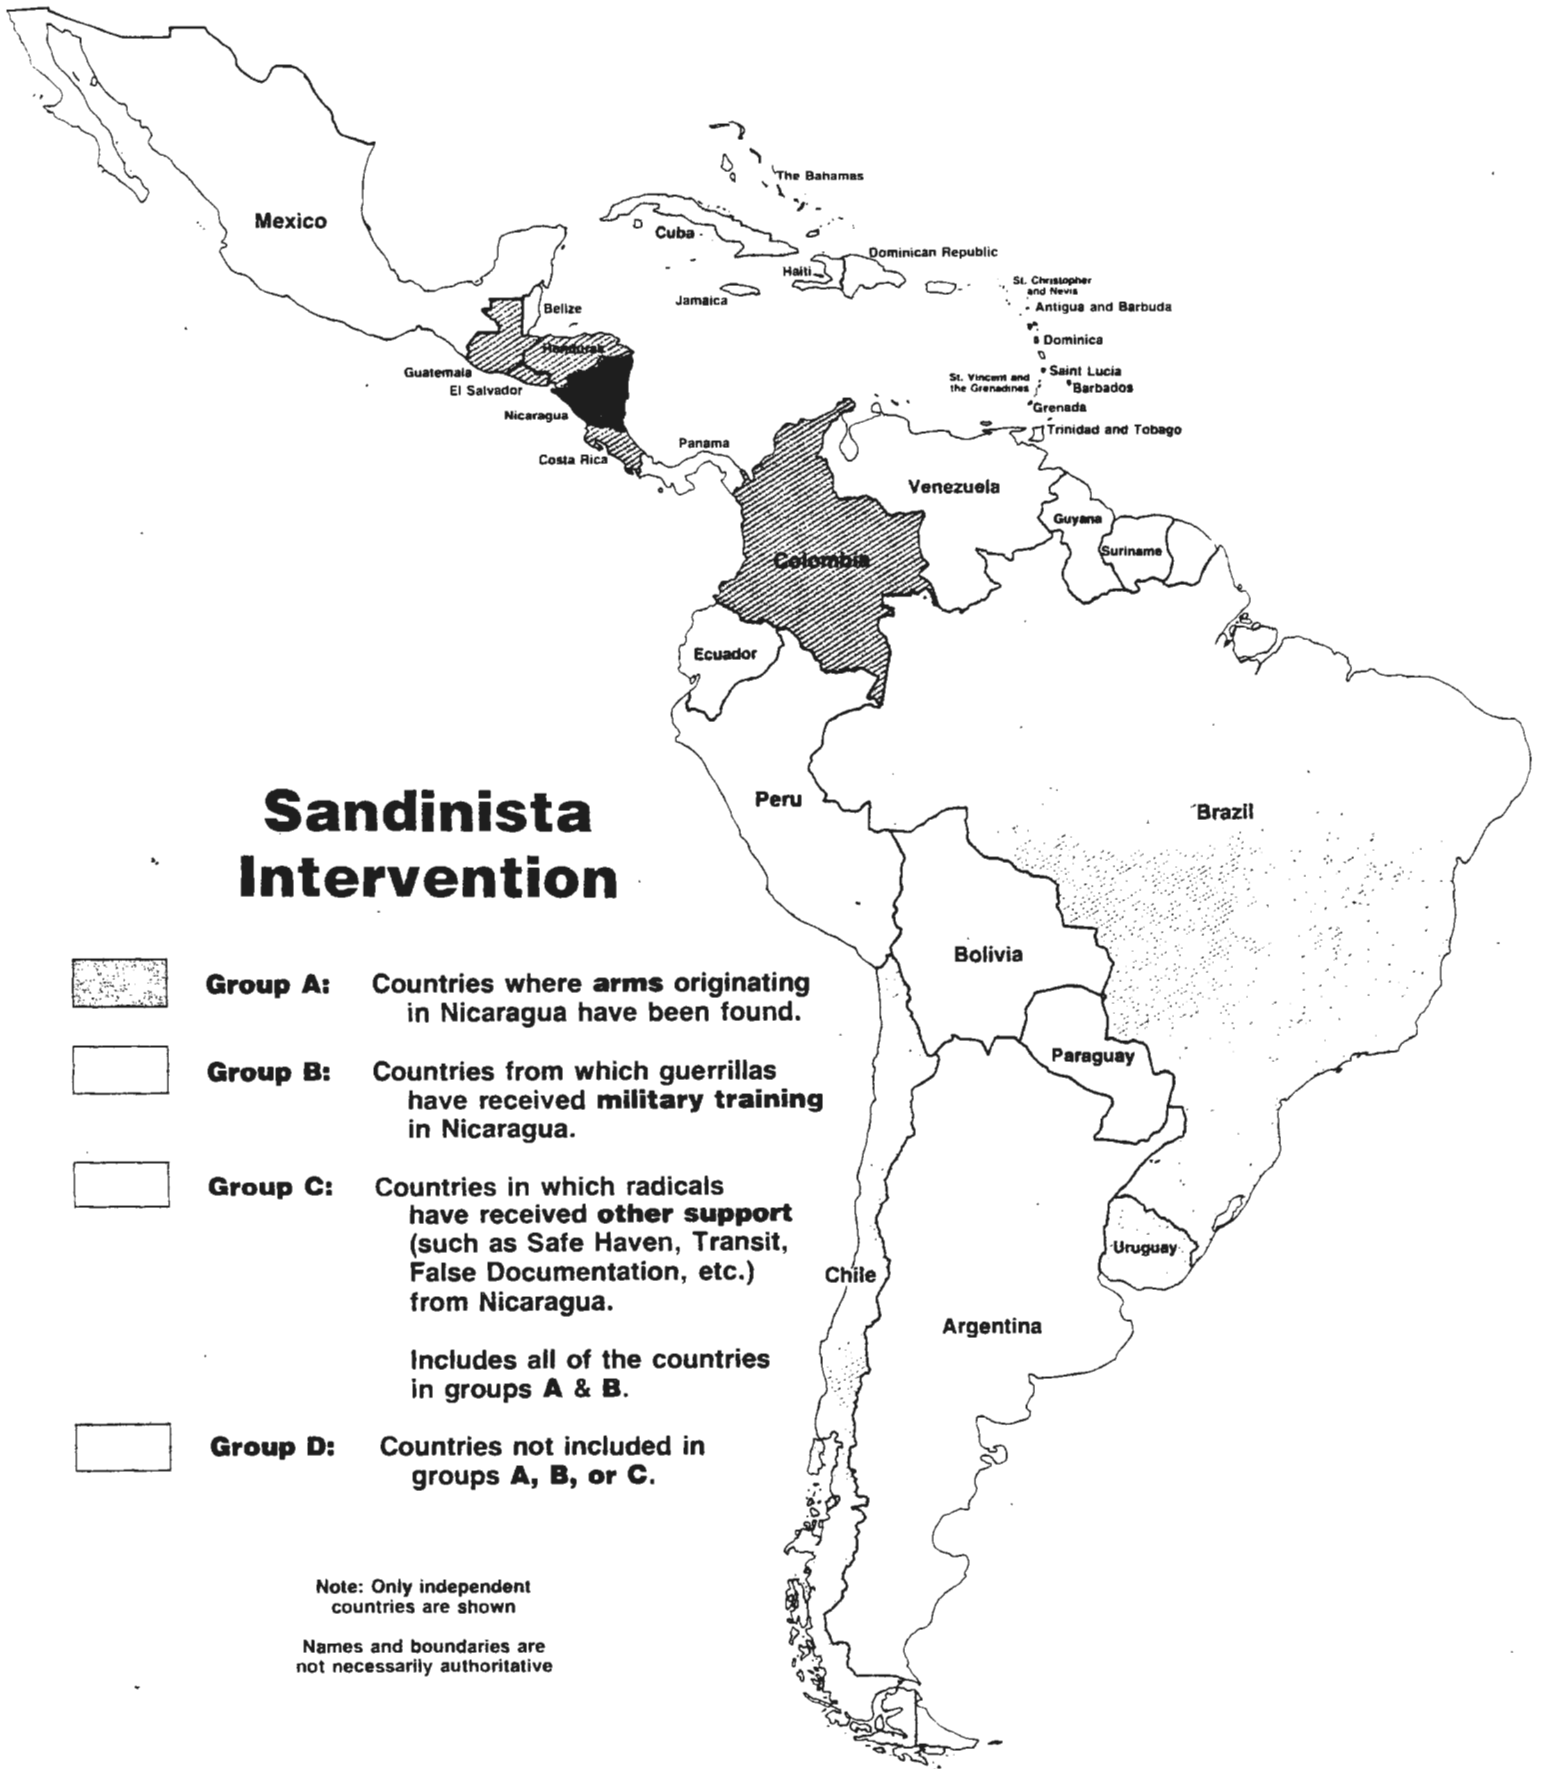 The Bahamas
Mexico
Cuba
Dominican Republic
Haiti
Jamaica
St. Christopher
and Nevis
Antigua and Barbuda
Belize
Dominica
Honduras
Guatemala
El Salvador
Saint Lucia
St. Vincent and
the Grenadines
Barbados
Nicaragua
Grenada
Trinidad and Tobago
Panama
Costa Rica
Venezuela
Guyana
Suriname
Colombia
Ecuador
Peru
Brazil
Bolivia
Paraguay
Uruguay
Chile
Argentina
Sandinista
Intervention
Group A: Countries where arms originating
in Nicaragua have been found.
Group B: Countries from which guerrillas
have received military training
in Nicaragua.
Group C: Countries in which radicals
have received other support
(such as Safe Haven, Transit,
False Documentation, etc.)
from Nicaragua.
Includes all of the countries
in groups A & B.
Group D: Countries not included in
groups A, B, or C.
Note: Only independent
countries are shown
Names and boundaries are
not necessarily authoritative